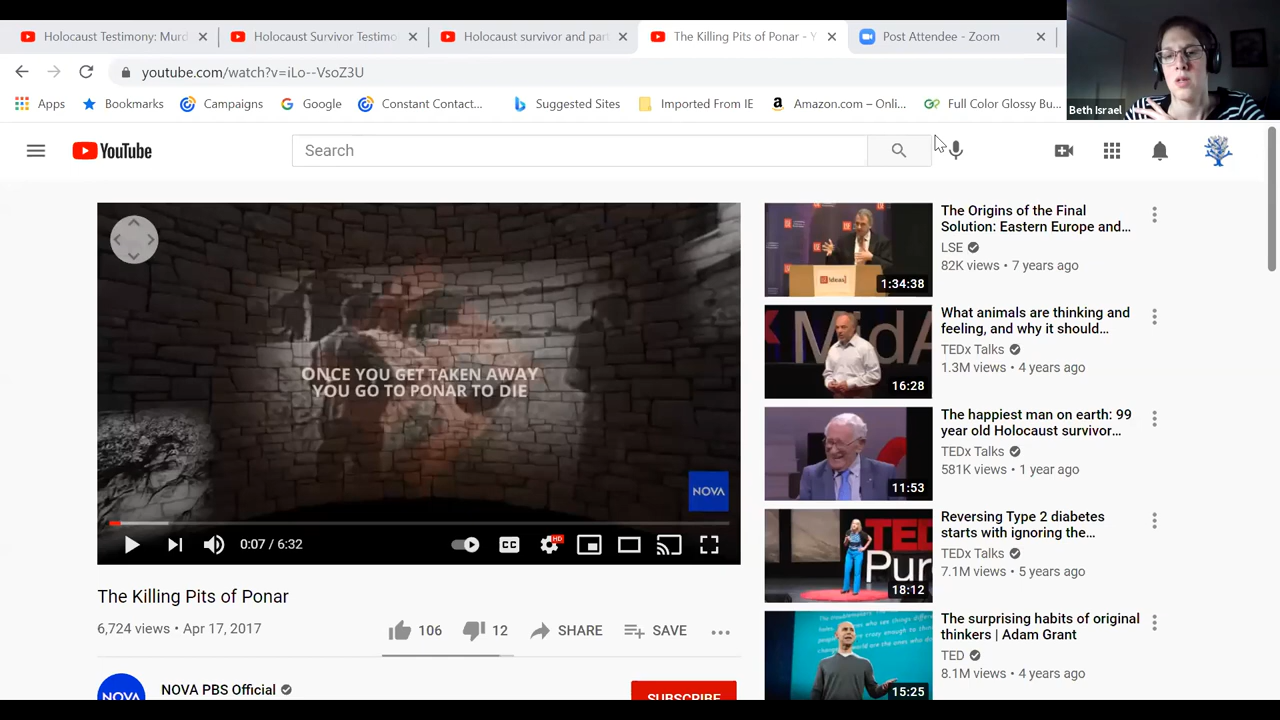 Holocaust Testimony: Murd
Holocaust Survivor Testimo
Holocaust survivor and part
The Killing Pits of Ponar - Y
Post Attendee - Zoom
youtube.com/watch?v=iLo--VsoZ3U
Apps
Bookmarks
Campaigns
Google
Constant Contact...
Suggested Sites
Imported From IE
Amazon.com – Onli...
Full Color Glossy Bu...
Beth Israel
YouTube
Search
ONCE YOU GET TAKEN AWAY
YOU GO TO PONAR TO DIE
NOVA
0:07 / 6:32
CC
HD
The Killing Pits of Ponar
6,724 views • Apr 17, 2017
106
12
SHARE
SAVE
NOVA
NOVA PBS Official
SUBSCRIBE
1:34:38
The Origins of the Final
Solution: Eastern Europe and...
LSE
82K views • 7 years ago
16:28
What animals are thinking and
feeling, and why it should...
TEDx Talks
1.3M views • 4 years ago
11:53
The happiest man on earth: 99
year old Holocaust survivor...
TEDx Talks
581K views • 1 year ago
18:12
Reversing Type 2 diabetes
starts with ignoring the...
TEDx Talks
7.1M views • 5 years ago
15:25
The surprising habits of original
thinkers | Adam Grant
TED
8.1M views • 4 years ago